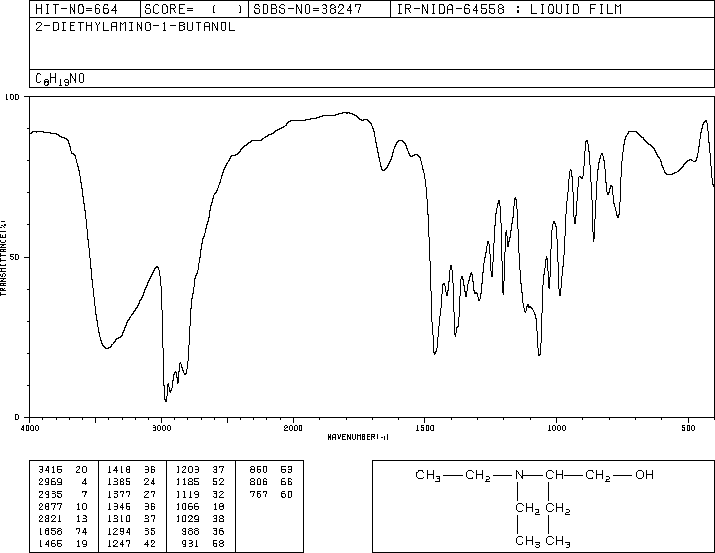 HIT-NO=664 SCORE= ( ) SDBS-NO=38247 IR-NIDA-64558 : LIQUID FILM
2-DIETHYLAMINO-1-BUTANOL
C8H19NO
100
50
0
TRANSMITTANCE(%)
4000 3000 2000 1500 1000 500
WAVENUMBER(-1)
3415 20 1418 36 1203 37 860 53
2969 4 1385 24 1185 52 806 66
2935 7 1377 27 1119 32 767 60
2877 10 1346 36 1066 18
2821 13 1310 37 1029 38
1658 74 1294 35 988 36
1465 19 1247 42 931 58
CH3 CH2 N CH CH2 OH
CH2 CH2
CH3 CH3